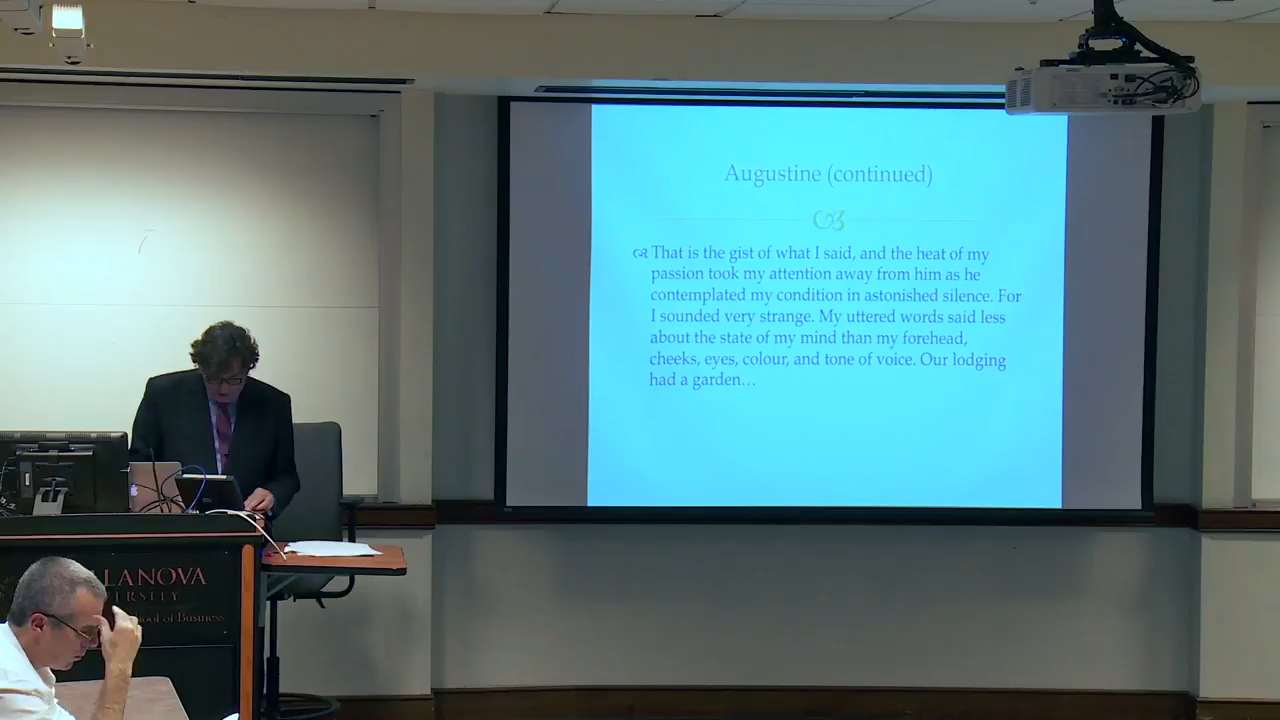 Augustine (continued)
That is the gist of what I said, and the heat of my
passion took my attention away from him as he
contemplated my condition in astonished silence. For
I sounded very strange. My uttered words said less
about the state of my mind than my forehead,
cheeks, eyes, colour, and tone of voice. Our lodging
had a garden…
LANOVA
ERSITY
ool of Business